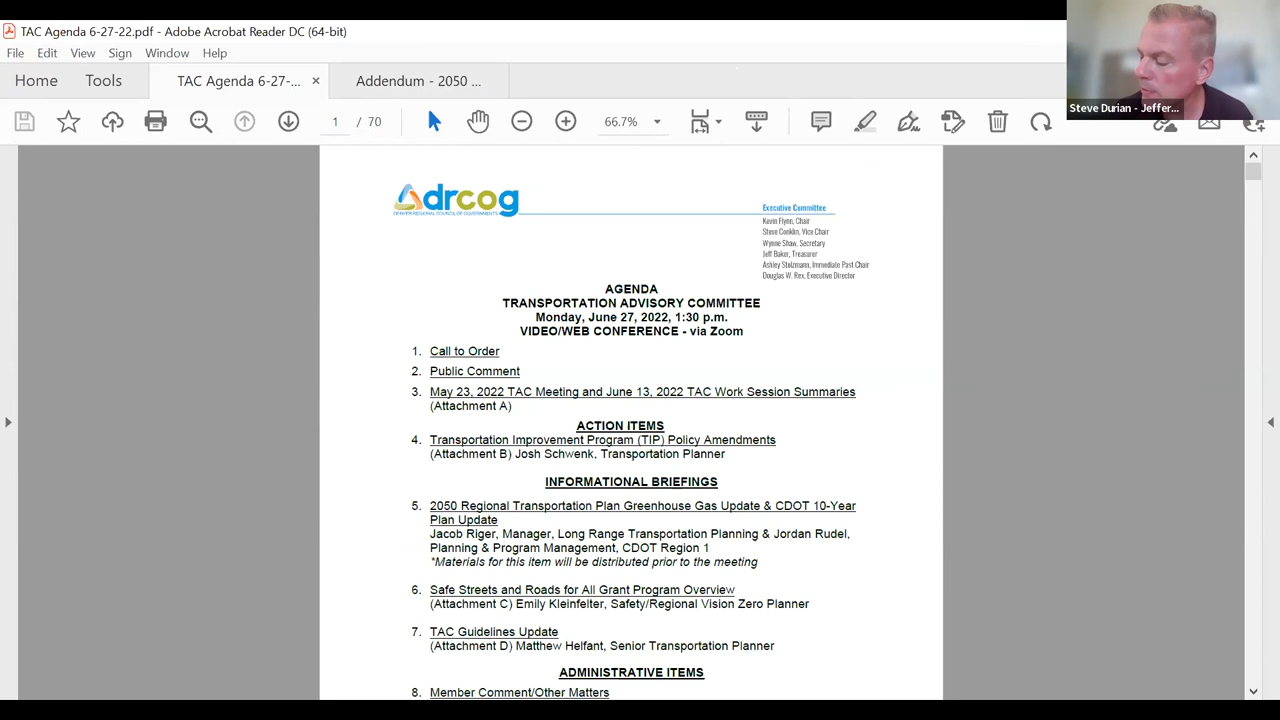 TAC Agenda 6-27-22.pdf - Adobe Acrobat Reader DC (64-bit)
File Edit View Sign Window Help
Home Tools TAC Agenda 6-27-... × Addendum - 2050 ...
1 / 70 66.7%
Steve Durian - Jeffer...
drcog
DENVER REGIONAL COUNCIL OF GOVERNMENTS
Executive Committee
Kevin Flynn, Chair
Steve Conklin, Vice Chair
Wynne Shaw, Secretary
Jeff Baker, Treasurer
Ashley Stolzmann, Immediate Past Chair
Douglas W. Rex, Executive Director
AGENDA
TRANSPORTATION ADVISORY COMMITTEE
Monday, June 27, 2022, 1:30 p.m.
VIDEO/WEB CONFERENCE - via Zoom
1. Call to Order
2. Public Comment
3. May 23, 2022 TAC Meeting and June 13, 2022 TAC Work Session Summaries
(Attachment A)
ACTION ITEMS
4. Transportation Improvement Program (TIP) Policy Amendments
(Attachment B) Josh Schwenk, Transportation Planner
INFORMATIONAL BRIEFINGS
5. 2050 Regional Transportation Plan Greenhouse Gas Update & CDOT 10-Year
Plan Update
Jacob Riger, Manager, Long Range Transportation Planning & Jordan Rudel,
Planning & Program Management, CDOT Region 1
*Materials for this item will be distributed prior to the meeting
6. Safe Streets and Roads for All Grant Program Overview
(Attachment C) Emily Kleinfelter, Safety/Regional Vision Zero Planner
7. TAC Guidelines Update
(Attachment D) Matthew Helfant, Senior Transportation Planner
ADMINISTRATIVE ITEMS
8. Member Comment/Other Matters